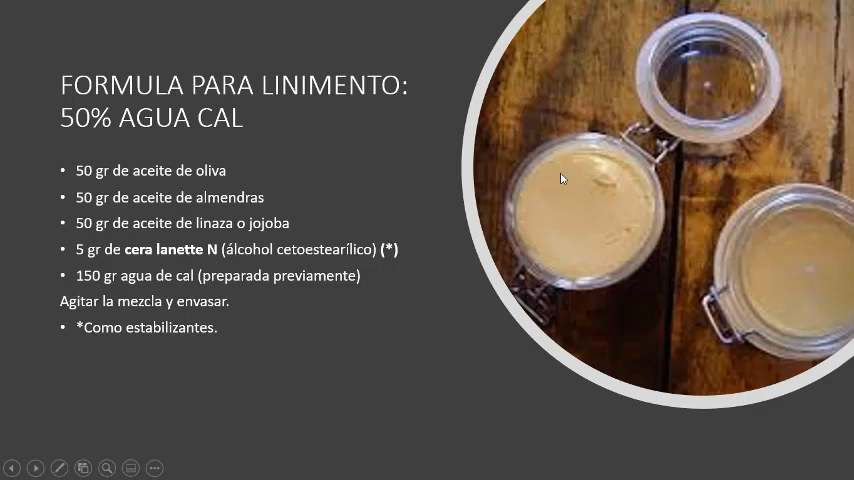 FORMULA PARA LINIMENTO:
50% AGUA CAL
• 50 gr de aceite de oliva
• 50 gr de aceite de almendras
• 50 gr de aceite de linaza o jojoba
• 5 gr de cera lanette N (álcohol cetoestearílico) (*)
• 150 gr agua de cal (preparada previamente)
Agitar la mezcla y envasar.
• *Como estabilizantes.